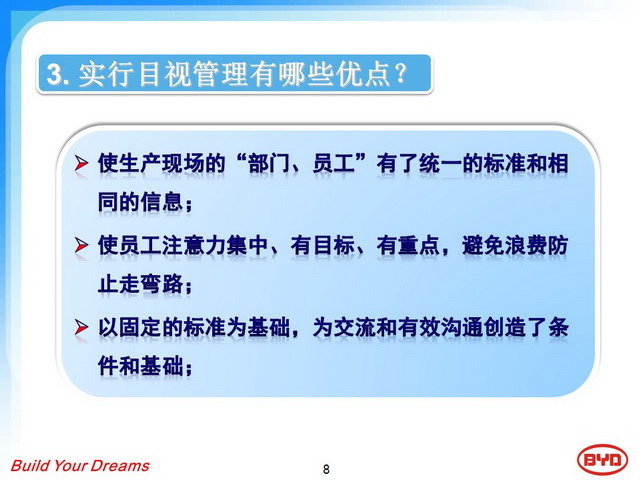 3. 实行目视管理有哪些优点？
使生产现场的“部门、员工”有了统一的标准和相
同的信息；
使员工注意力集中、有目标、有重点，避免浪费防
止走弯路；
以固定的标准为基础，为交流和有效沟通创造了条
件和基础；
Build Your Dreams
8
BYD